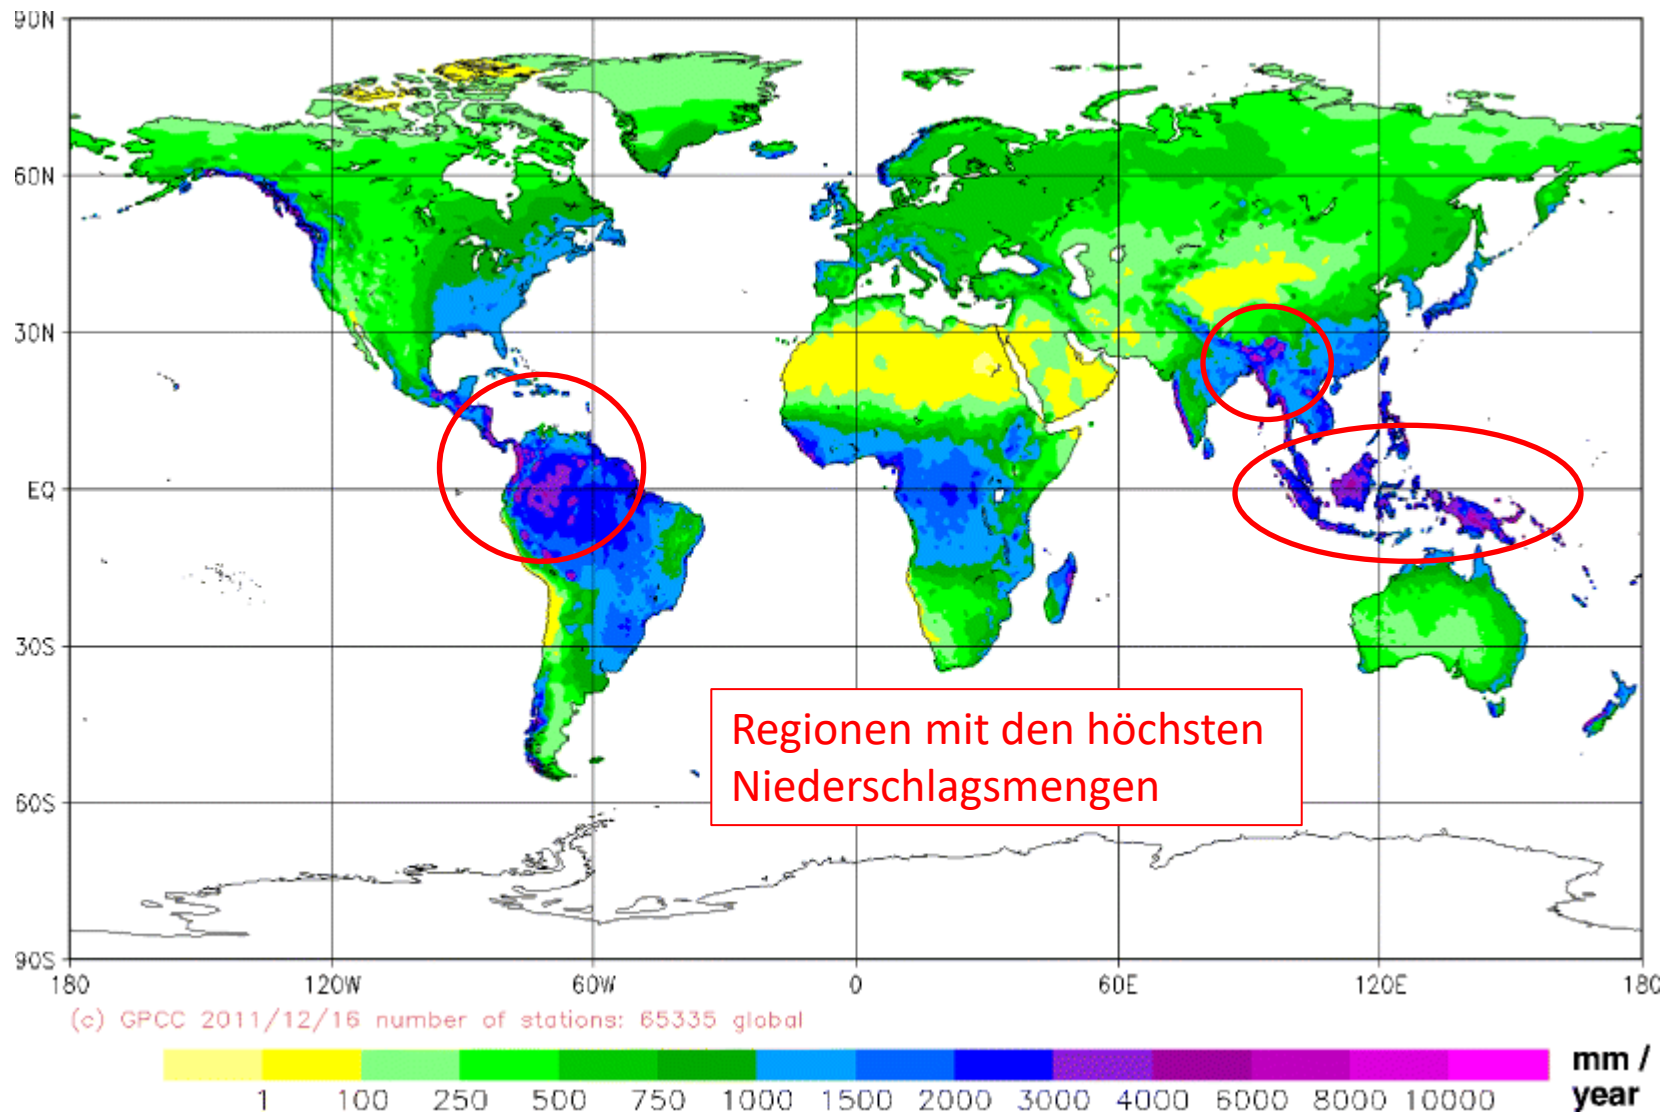 90N
60N
30N
EQ
30S
60S
90S
180 120W 60W 0 60E 120E 180
Regionen mit den höchsten
Niederschlagsmengen
(c) GPCC 2011/12/16 number of stations: 65335 global
1 100 250 500 750 1000 1500 2000 3000 4000 6000 8000 10000
mm /
year